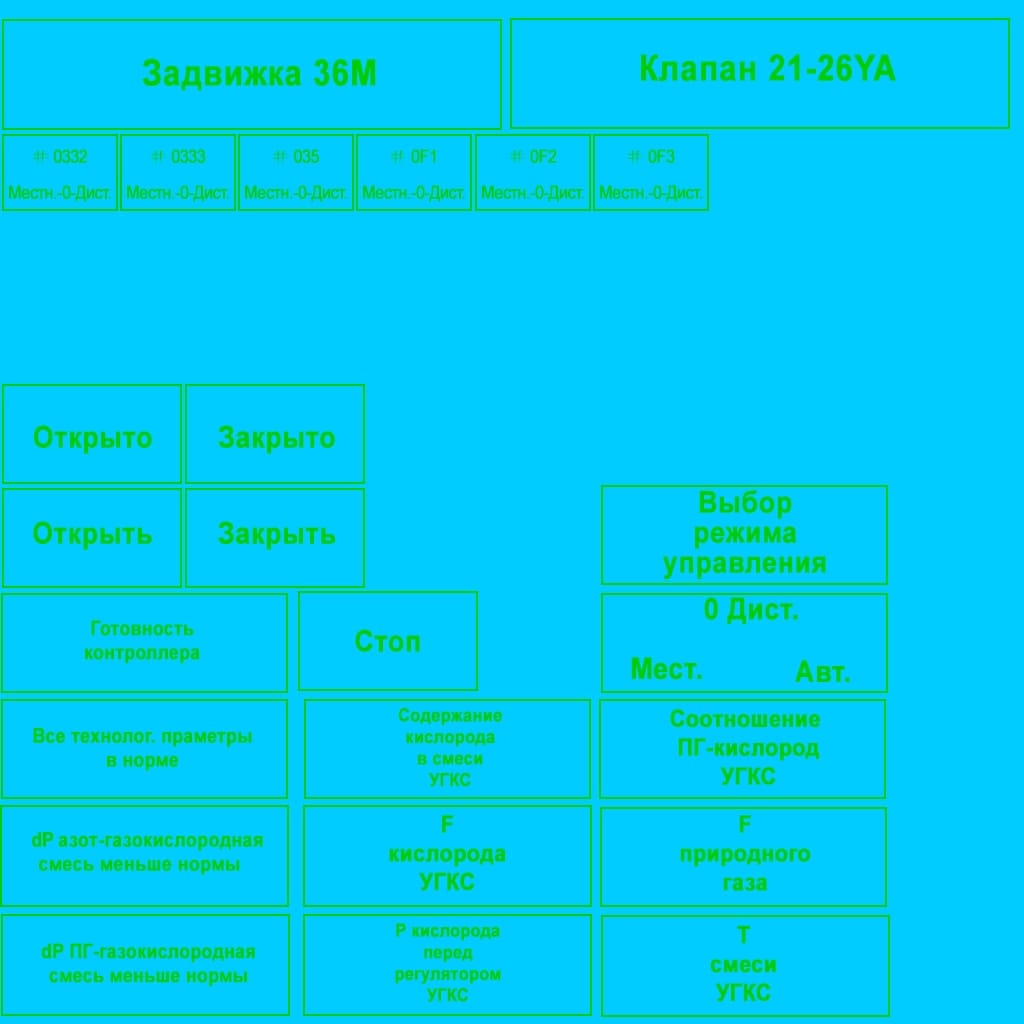 Задвижка 36М
Клапан 21-26YA
# 0332
Местн.-0-Дист.
# 0333
Местн.-0-Дист.
# 035
Местн.-0-Дист.
# 0F1
Местн.-0-Дист.
# 0F2
Местн.-0-Дист.
# 0F3
Местн.-0-Дист.
Открыто
Закрыто
Открыть
Закрыть
Выбор
режима
управления
Готовность
контроллера
Стоп
0 Дист.
Мест.
Авт.
Все технолог. праметры
в норме
Содержание
кислорода
в смеси
УГКС
Соотношение
ПГ-кислород
УГКС
dP азот-газокислородная
смесь меньше нормы
F
кислорода
УГКС
F
природного
газа
dP ПГ-газокислородная
смесь меньше нормы
P кислорода
перед
регулятором
УГКС
T
смеси
УГКС